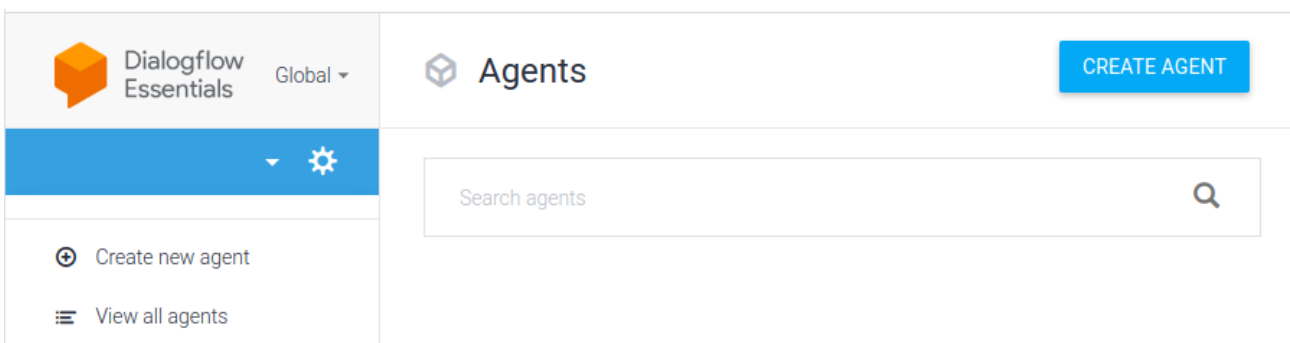 Dialogflow
Essentials
Global
Agents
CREATE AGENT
Search agents
Create new agent
View all agents